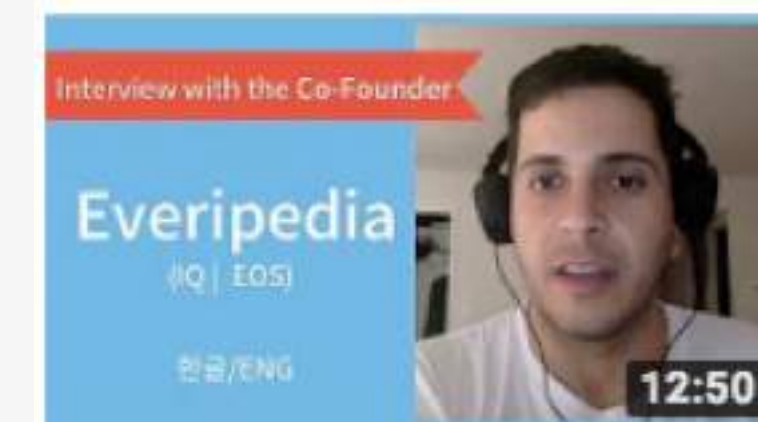 Interview with the Co-Founder
Everipedia
(IQ | EOS)
한글/ENG
12:50